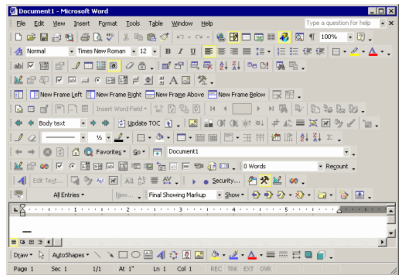 Document1 - Microsoft Word
File Edit View Insert Format Tools Table Window Help Type a question for help
100%
Normal Times New Roman 12 B I U
New Frame Left New Frame Right New Frame Above New Frame Below
Insert Word Field
Body text Update TOC
½
Favorites Go Document1
0 Words Recount
Edit Text... Security...
All Entries New... Final Showing Markup Show
Draw AutoShapes
Page 1 Sec 1 1/1 At 1" Ln 1 Col 1 REC TRK EXT OVR